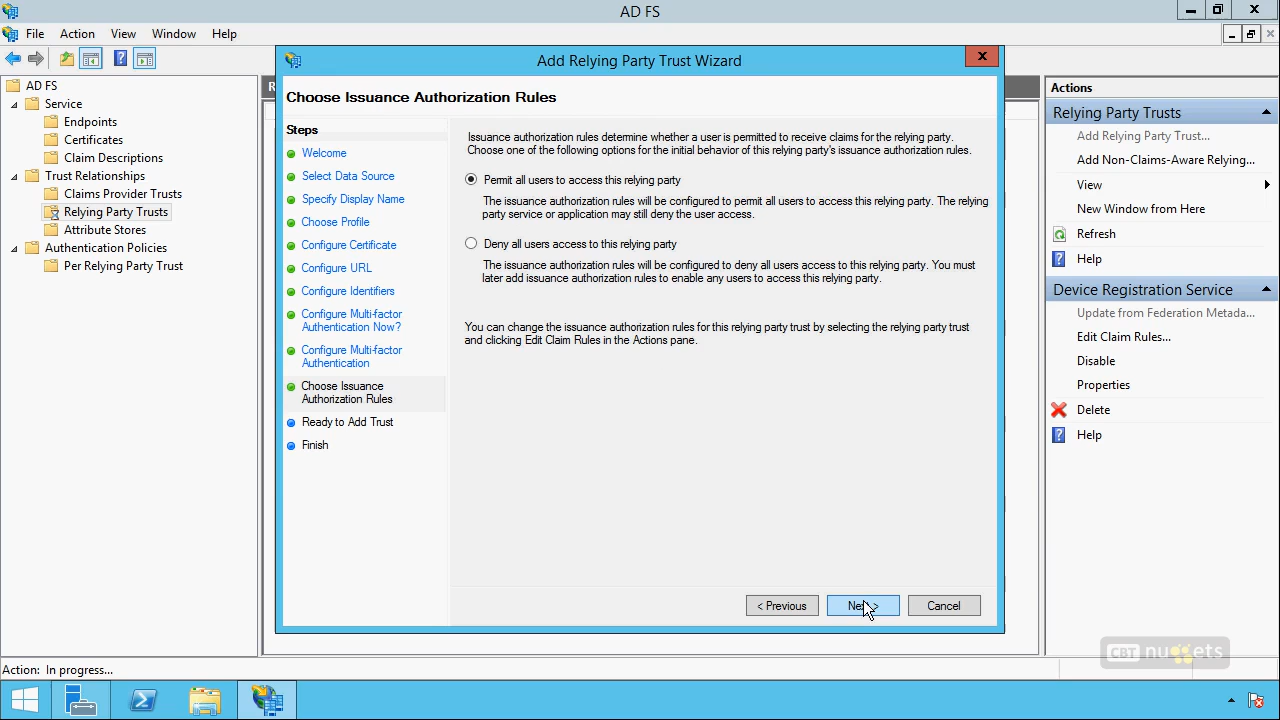 AD FS
File Action View Window Help
Add Relying Party Trust Wizard
AD FS
Service
Endpoints
Certificates
Claim Descriptions
Trust Relationships
Claims Provider Trusts
Relying Party Trusts
Attribute Stores
Authentication Policies
Per Relying Party Trust
R
Choose Issuance Authorization Rules
Steps
Welcome
Select Data Source
Specify Display Name
Choose Profile
Configure Certificate
Configure URL
Configure Identifiers
Configure Multi-factor
Authentication Now?
Configure Multi-factor
Authentication
Choose Issuance
Authorization Rules
Ready to Add Trust
Finish
Issuance authorization rules determine whether a user is permitted to receive claims for the relying party.
Choose one of the following options for the initial behavior of this relying party's issuance authorization rules.
Permit all users to access this relying party
The issuance authorization rules will be configured to permit all users to access this relying party. The relying
party service or application may still deny the user access.
Deny all users access to this relying party
The issuance authorization rules will be configured to deny all users access to this relying party. You must
later add issuance authorization rules to enable any users to access this relying party.
You can change the issuance authorization rules for this relying party trust by selecting the relying party trust
and clicking Edit Claim Rules in the Actions pane.
< Previous Next > Cancel
Actions
Relying Party Trusts
Add Relying Party Trust...
Add Non-Claims-Aware Relying...
View
New Window from Here
Refresh
Help
Device Registration Service
Update from Federation Metada...
Edit Claim Rules...
Disable
Properties
Delete
Help
CBT nuggets
Action: In progress...